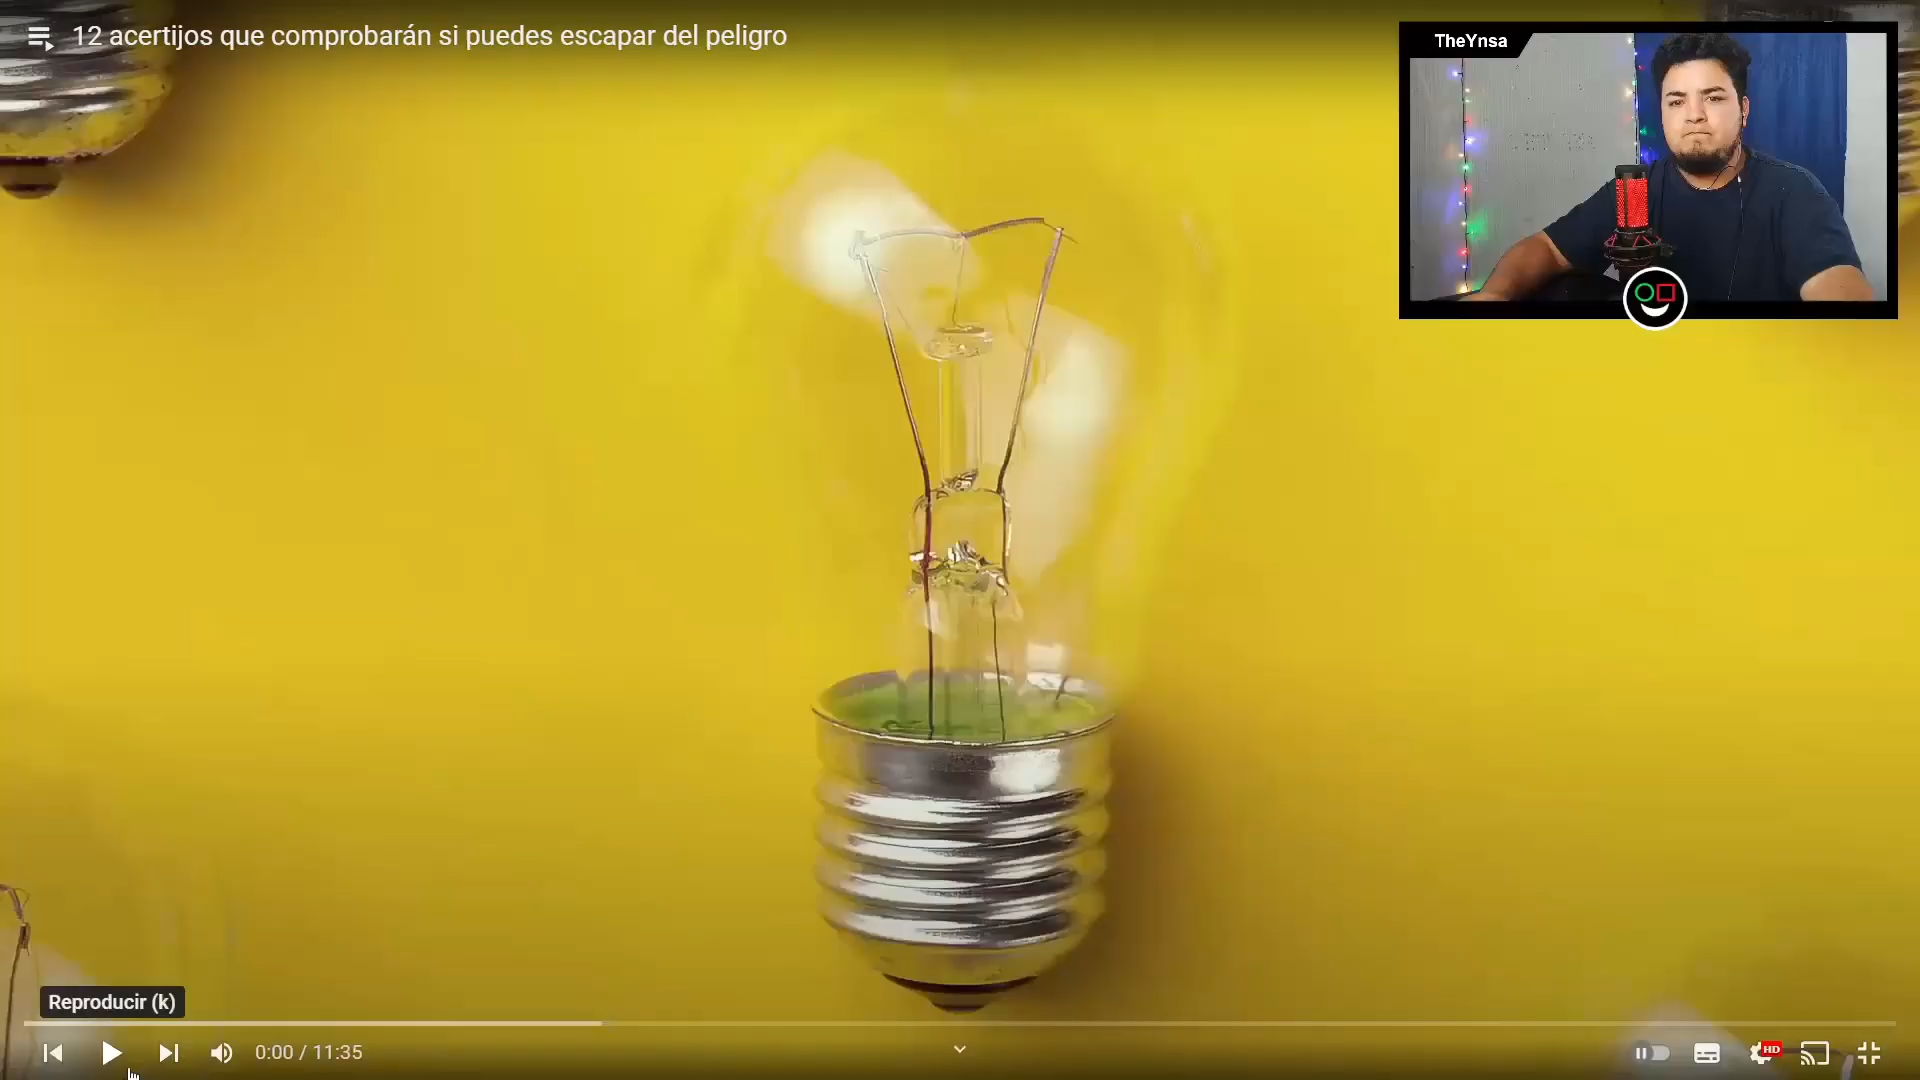 12 acertijos que comprobarán si puedes escapar del peligro
TheYnsa
Reproducir (k)
0:00 / 11:35
HD